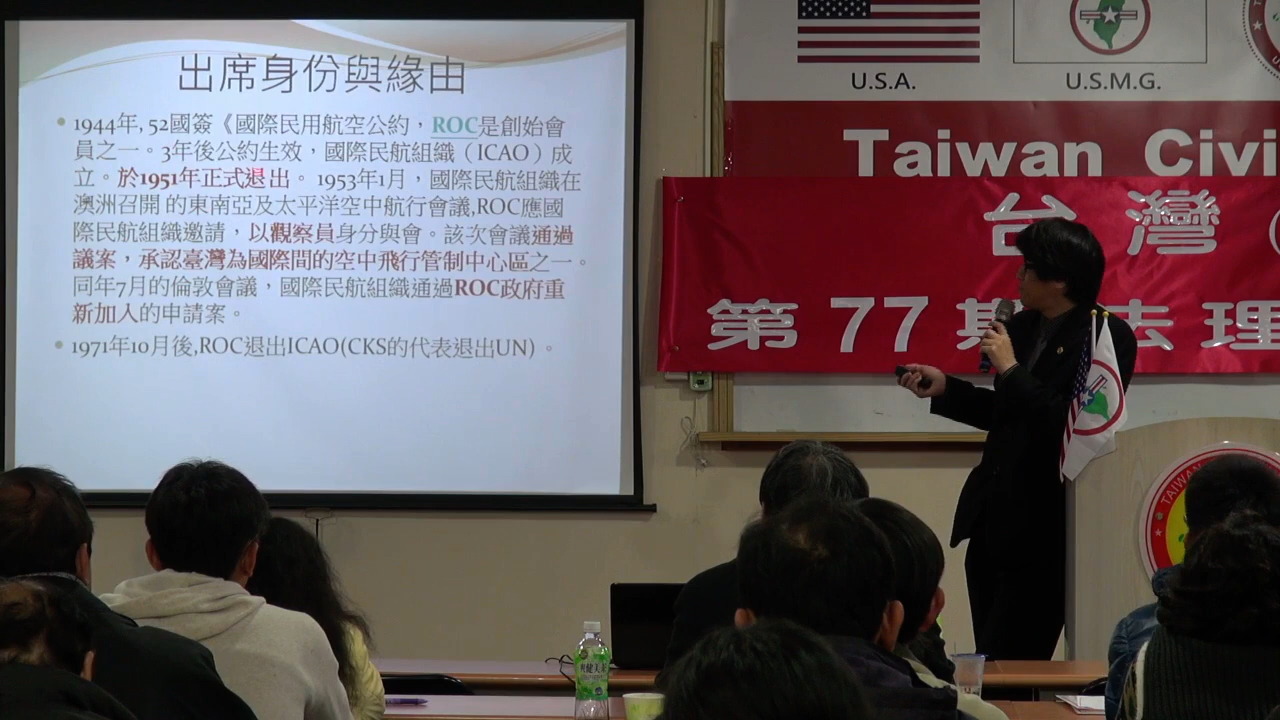 出席身份與緣由
• 1944年, 52國簽《國際民用航空公約，ROC是創始會
員之一。3年後公約生效，國際民航組織（ICAO）成
立。於1951年正式退出。 1953年1月，國際民航組織在
澳洲召開 的東南亞及太平洋空中航行會議,ROC應國
際民航組織邀請，以觀察員身分與會。該次會議通過
議案，承認臺灣為國際間的空中飛行管制中心區之一。
同年7月的倫敦會議，國際民航組織通過ROC政府重
新加入的申請案。
• 1971年10月後,ROC退出ICAO(CKS的代表退出UN) 。
U.S.A.
U.S.M.G.
Taiwan Civi
台灣
第77期法理
TAIWAN